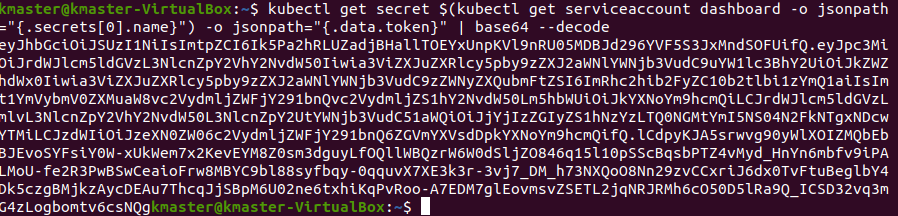 kmaster@kmaster-VirtualBox:~$ kubectl get secret $(kubectl get serviceaccount dashboard -o jsonpath
="{.secrets[0].name}") -o jsonpath="{.data.token}" | base64 --decode
eyJhbGciOiJSUzI1NiIsImtpZCI6Ik5Pa2hRLUZadjBHallTOEYxUnpKVl9nRU05MDBJd296YVF5S3JxMndSOFUifQ.eyJpc3Mi
OiJrdWJlcm5ldGVzL3NlcnZpY2VhY2NvdW50Iiwia3ViZXJuZXRlcy5pby9zZXJ2aWNlYWNjb3VudC9uYW1lc3BhY2UiOiJkZWZ
hdWx0Iiwia3ViZXJuZXRlcy5pby9zZXJ2aWNlYWNjb3VudC9zZWNyZXQubmFtZSI6ImRhc2hib2FyZC10b2tlbi1zYmQ1aiIsIm
t1YmVybmV0ZXMuaW8vc2VydmljZWFjY291bnQvc2VydmljZS1hY2NvdW50Lm5hbWUiOiJkYXNoYm9hcmQiLCJrdWJlcm5ldGVzL
mlvL3NlcnZpY2VhY2NvdW50L3NlcnZpY2UtYWNjb3VudC51aWQiOiJjYjIzZGIyZS1hNzYzLTQ0NGMtYmI5NS04N2FkNTgxNDcw
YTMiLCJzdWIiOiJzeXN0ZW06c2VydmljZWFjY291bnQ6ZGVmYXVsdDpkYXNoYm9hcmQifQ.lCdpyKJA5srwvg90yWlXOIZMQbEb
BJEvoSYFsiY0W-xUkWem7x2KevEYM8Z0sm3dguyLfOQllWBQzrW6W0dSljZO846q15l10pSScBqsbPTZ4vMyd_HnYn6mbfv9iPA
LMoU-fe2R3PwBSwCeaioFrw8MBYC9bl88syfbqy-0qquvX7XE3k3r-3vj7_DM_h73NXQoO8Nn29zvCCxriJ6dx0TvFtuBeglbY4
Dk5czgBMjkzAycDEAu7ThcqJjSBpM6U02ne6txhiKqPvRoo-A7EDM7glEovmsvZSETL2jqNRJRMh6cO50D5lRa9Q_ICSD32vq3m
G4zLogbomtv6csNQgkmaster@kmaster-VirtualBox:~$